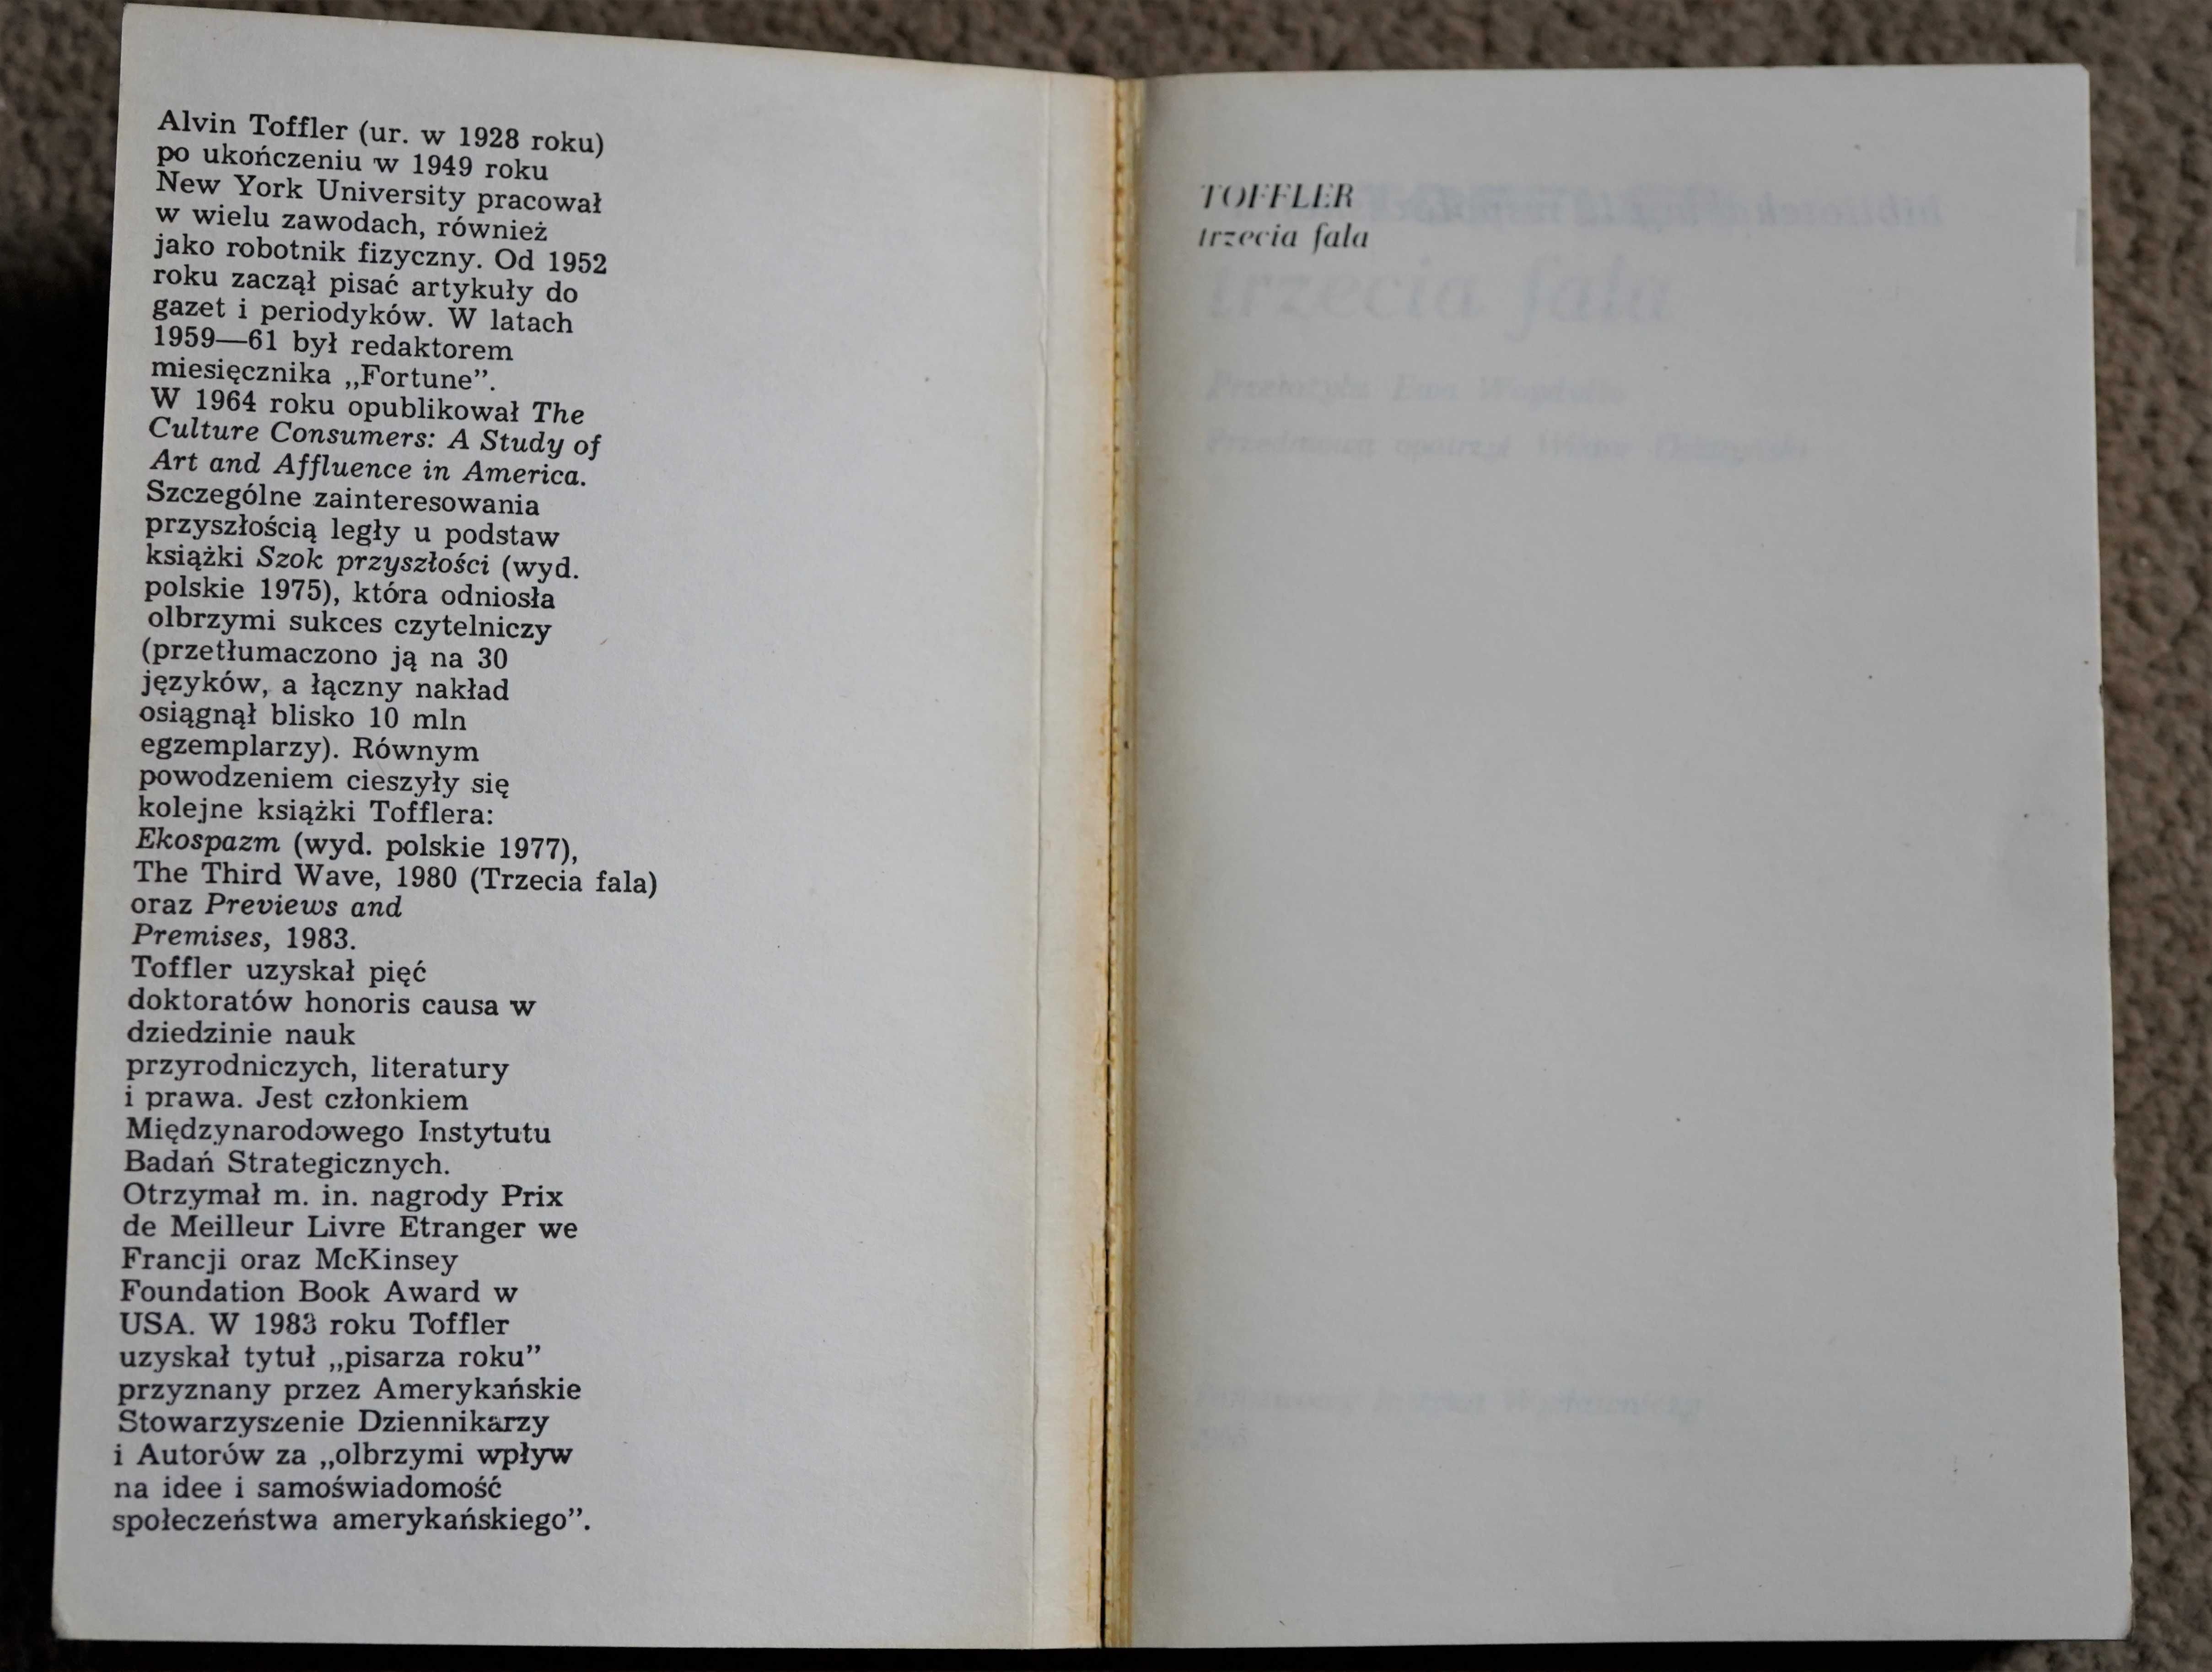 Alvin Toffler (ur. w 1928 roku)
po ukończeniu w 1949 roku
New York University pracował
w wielu zawodach, również
jako robotnik fizyczny. Od 1952
roku zaczął pisać artykuły do
gazet i periodyków. W latach
1959—61 był redaktorem
miesięcznika „Fortune”.
W 1964 roku opublikował The
Culture Consumers: A Study of
Art and Affluence in America.
Szczególne zainteresowania
przyszłością legły u podstaw
książki Szok przyszłości (wyd.
polskie 1975), która odniosła
olbrzymi sukces czytelniczy
(przetłumaczono ją na 30
języków, a łączny nakład
osiągnął blisko 10 mln
egzemplarzy). Równym
powodzeniem cieszyły się
kolejne książki Tofflera:
Ekospazm (wyd. polskie 1977),
The Third Wave, 1980 (Trzecia fala)
oraz Previews and
Premises, 1983.
Toffler uzyskał pięć
doktoratów honoris causa w
dziedzinie nauk
przyrodniczych, literatury
i prawa. Jest członkiem
Międzynarodowego Instytutu
Badań Strategicznych.
Otrzymał m. in. nagrody Prix
de Meilleur Livre Etranger we
Francji oraz McKinsey
Foundation Book Award w
USA. W 1983 roku Toffler
uzyskał tytuł „pisarza roku”
przyznany przez Amerykańskie
Stowarzyszenie Dziennikarzy
i Autorów za „olbrzymi wpływ
na idee i samoświadomość
społeczeństwa amerykańskiego”.
TOFFLER
trzecia fala
trzecia fala